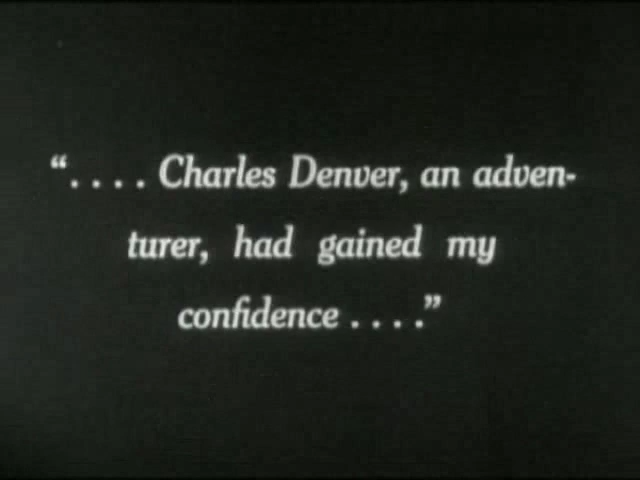 “. . . . Charles Denver, an adven-
turer, had gained my
confidence . . . .”